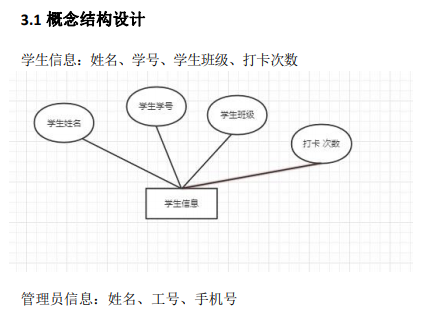 3.1 概念结构设计
学生信息：姓名、学号、学生班级、打卡次数
学生姓名
学生学号
学生班级
打卡 次数
学生信息
管理员信息：姓名、工号、手机号